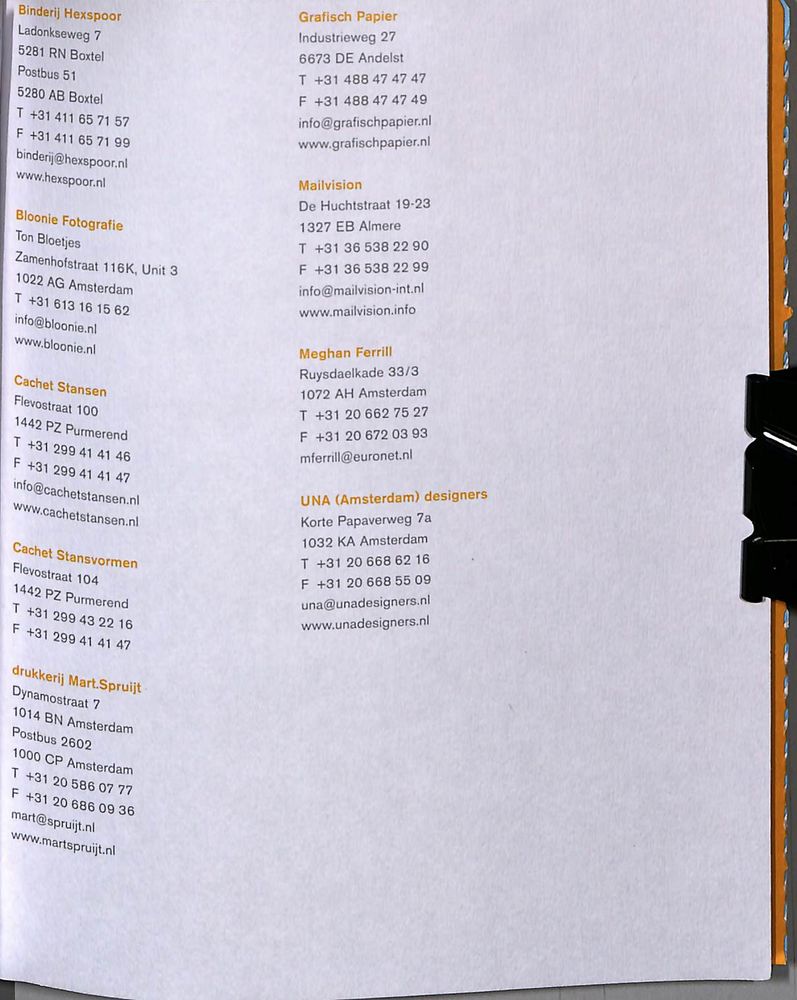 Binderij Hexspoor
Ladonkseweg 7
5281 RN Boxtel
Postbus 51
5280 AB Boxtel
T +31 411 65 71 57
F +31 411 65 71 99
binderij@hexspoor.nl
www.hexspoor.nl
Bloonie Fotografie
Ton Bloetjes
Zamenhofstraat 116K, Unit 3
1022 AG Amsterdam
T +31 613 16 15 62
info@bloonie.nl
www.bloonie.nl
Cachet Stansen
Flevostraat 100
1442 PZ Purmerend
T +31 299 41 41 46
F +31 299 41 41 47
info@cachetstansen.nl
www.cachetstansen.nl
Cachet Stansvormen
Flevostraat 104
1442 PZ Purmerend
T +31 299 43 22 16
F +31 299 41 41 47
drukkerij Mart.Spruijt
Dynamostraat 7
1014 BN Amsterdam
Postbus 2602
1000 CP Amsterdam
T +31 20 586 07 77
F +31 20 686 09 36
mart@spruijt.nl
www.martspruijt.nl
Grafisch Papier
Industrieweg 27
6673 DE Andelst
T +31 488 47 47 47
F +31 488 47 47 49
info@grafischpapier.nl
www.grafischpapier.nl
Mailvision
De Huchtstraat 19-23
1327 EB Almere
T +31 36 538 22 90
F +31 36 538 22 99
info@mailvision-int.nl
www.mailvision.info
Meghan Ferrill
Ruysdaelkade 33/3
1072 AH Amsterdam
T +31 20 662 75 27
F +31 20 672 03 93
mferrill@euronet.nl
UNA (Amsterdam) designers
Korte Papaverweg 7a
1032 KA Amsterdam
T +31 20 668 62 16
F +31 20 668 55 09
una@unadesigners.nl
www.unadesigners.nl